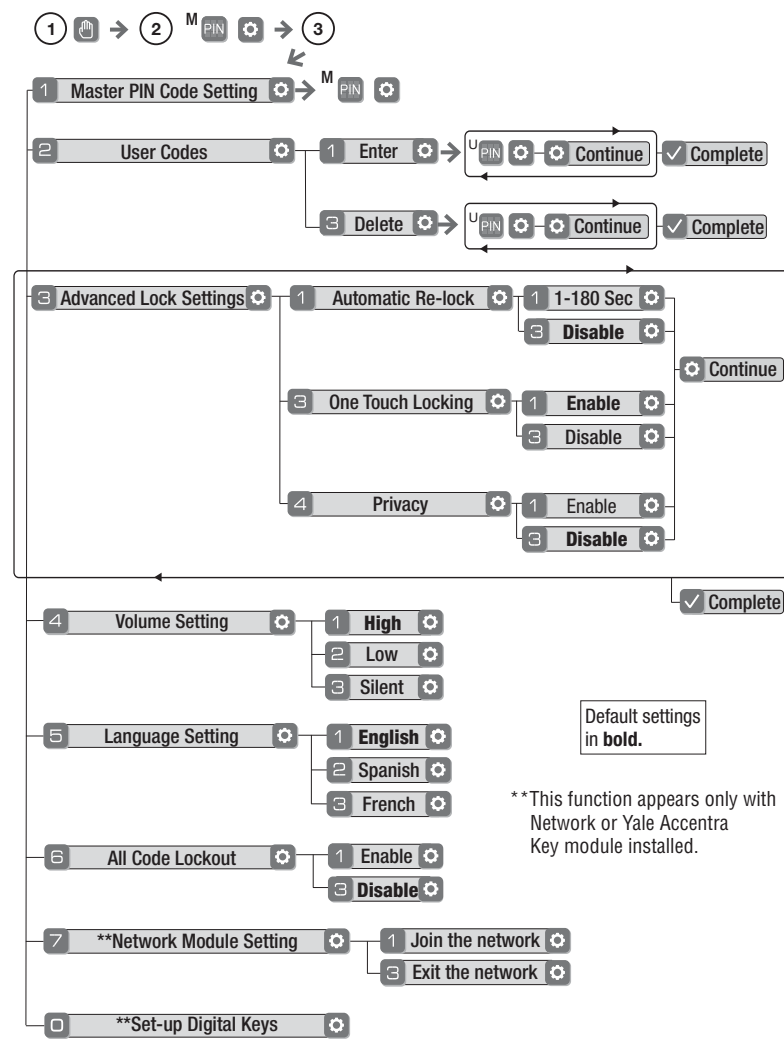 1 2 M PIN 3
1 Master PIN Code Setting M PIN
2 User Codes 1 Enter U PIN Continue Complete
3 Delete U PIN Continue Complete
3 Advanced Lock Settings 1 Automatic Re-lock 1 1-180 Sec
3 Disable
Continue
3 One Touch Locking 1 Enable
3 Disable
4 Privacy 1 Enable
3 Disable
Complete
4 Volume Setting 1 High
2 Low
3 Silent
5 Language Setting 1 English
2 Spanish
3 French
Default settings
in bold.
**This function appears only with
Network or Yale Accentra
Key module installed.
6 All Code Lockout 1 Enable
3 Disable
7 **Network Module Setting 1 Join the network
3 Exit the network
0 **Set-up Digital Keys